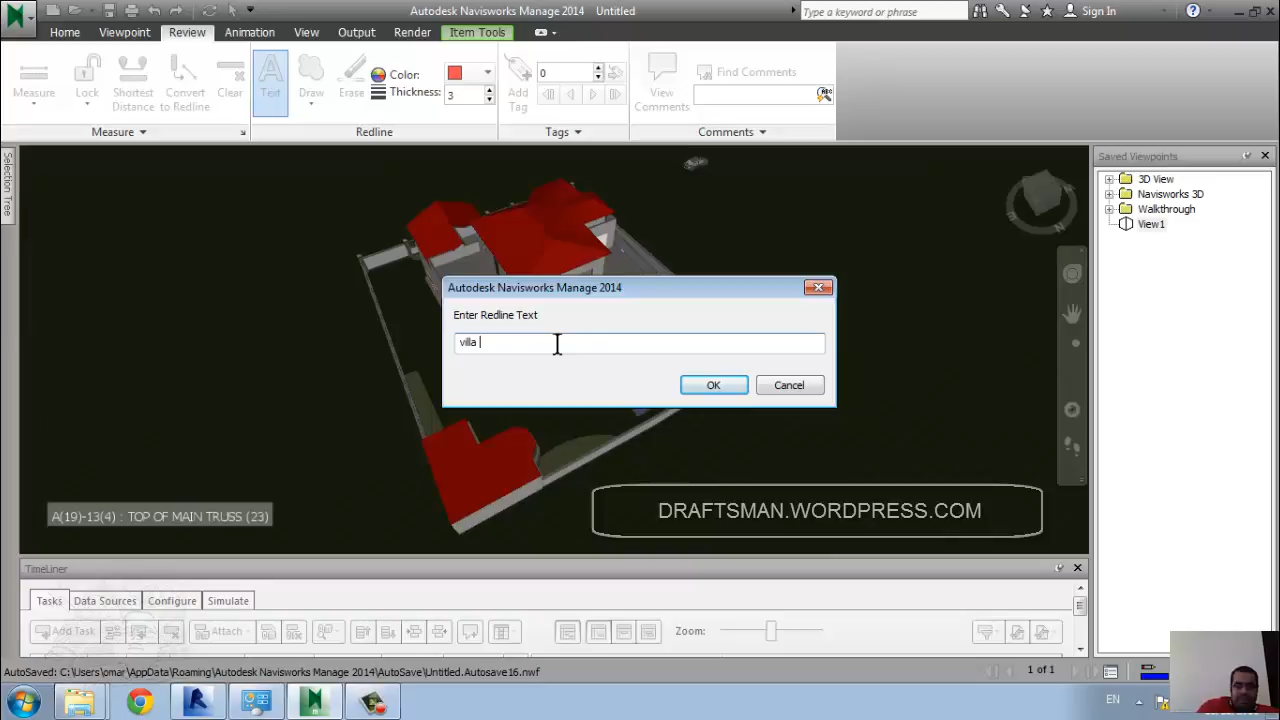 Autodesk Navisworks Manage 2014 Untitled
Type a keyword or phrase
Sign In
Home Viewpoint Review Animation View Output Render Item Tools
Measure
Lock
Shortest Distance
Convert to Redline
Clear
Text
Draw
Erase
Color:
Thickness: 3
Add Tag
0
View Comments
Find Comments
Measure
Redline
Tags
Comments
Selection Tree
Saved Viewpoints
3D View
Navisworks 3D
Walkthrough
View1
Autodesk Navisworks Manage 2014
Enter Redline Text
villa
OK Cancel
A(19)-13(4) : TOP OF MAIN TRUSS (23)
DRAFTSMAN.WORDPRESS.COM
TimeLiner
Tasks Data Sources Configure Simulate
Add Task
Attach
Zoom:
AutoSaved: C:\Users\omar\AppData\Roaming\Autodesk Navisworks Manage 2014\AutoSave\Untitled.Autosave16.nwf
1 of 1
EN